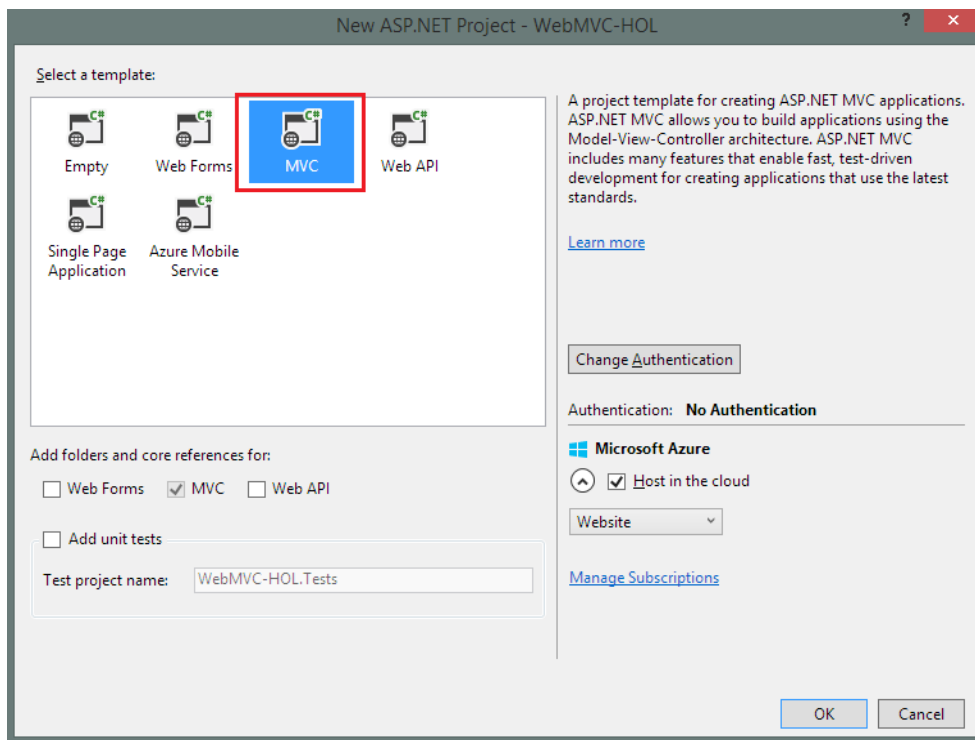 New ASP.NET Project - WebMVC-HOL
? ×
Select a template:
C# C# C# C#
Empty Web Forms MVC Web API
C# C#
Single Page Azure Mobile
Application Service
A project template for creating ASP.NET MVC applications.
ASP.NET MVC allows you to build applications using the
Model-View-Controller architecture. ASP.NET MVC
includes many features that enable fast, test-driven
development for creating applications that use the latest
standards.
Learn more
Change Authentication
Authentication: No Authentication
Microsoft Azure
Host in the cloud
Website
Manage Subscriptions
Add folders and core references for:
Web Forms MVC Web API
Add unit tests
Test project name: WebMVC-HOL.Tests
OK Cancel